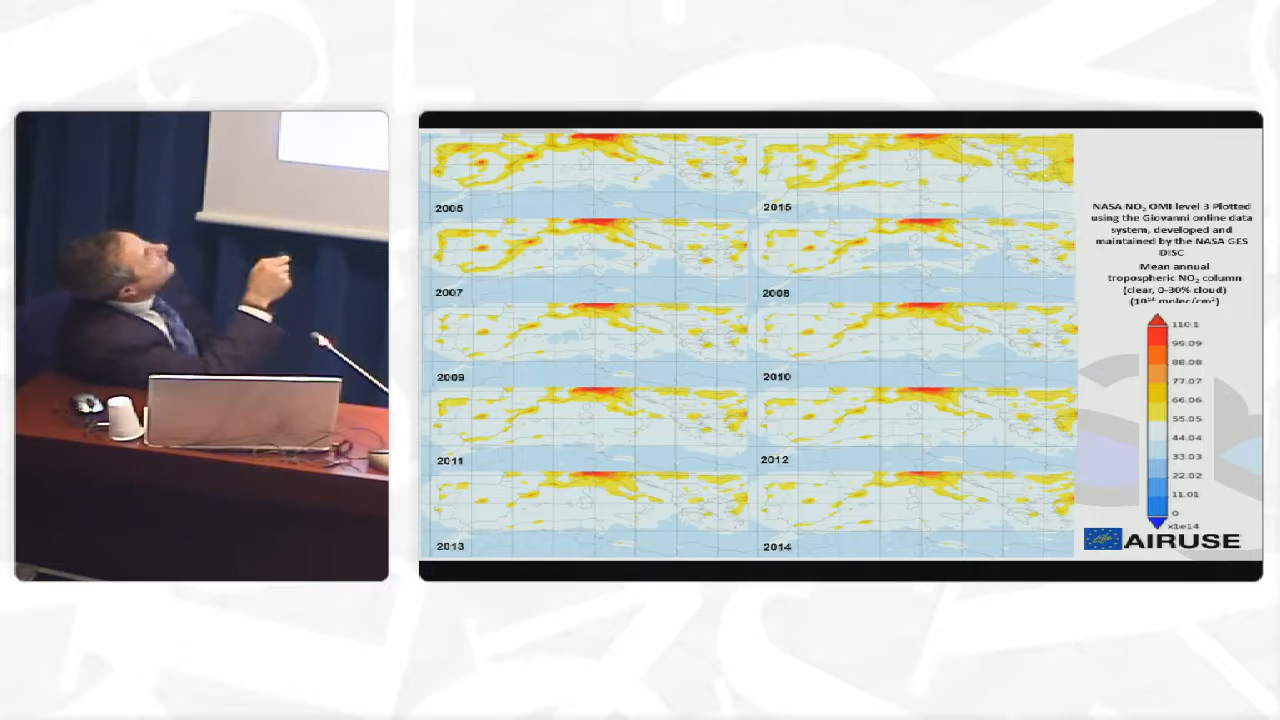 2005
2015
2007
2008
2009
2010
2011
2012
2013
2014
NASA NO₂ OMI level 3 Plotted
using the Giovanni online data
system, developed and
maintained by the NASA GES
DISC
Mean annual
tropospheric NO₂ column
(clear, 0-30% cloud)
(10¹⁴ molec/cm²)
110.1
99.09
88.08
77.07
66.06
55.05
44.04
33.03
22.02
11.01
0
x1e14
AIRUSE